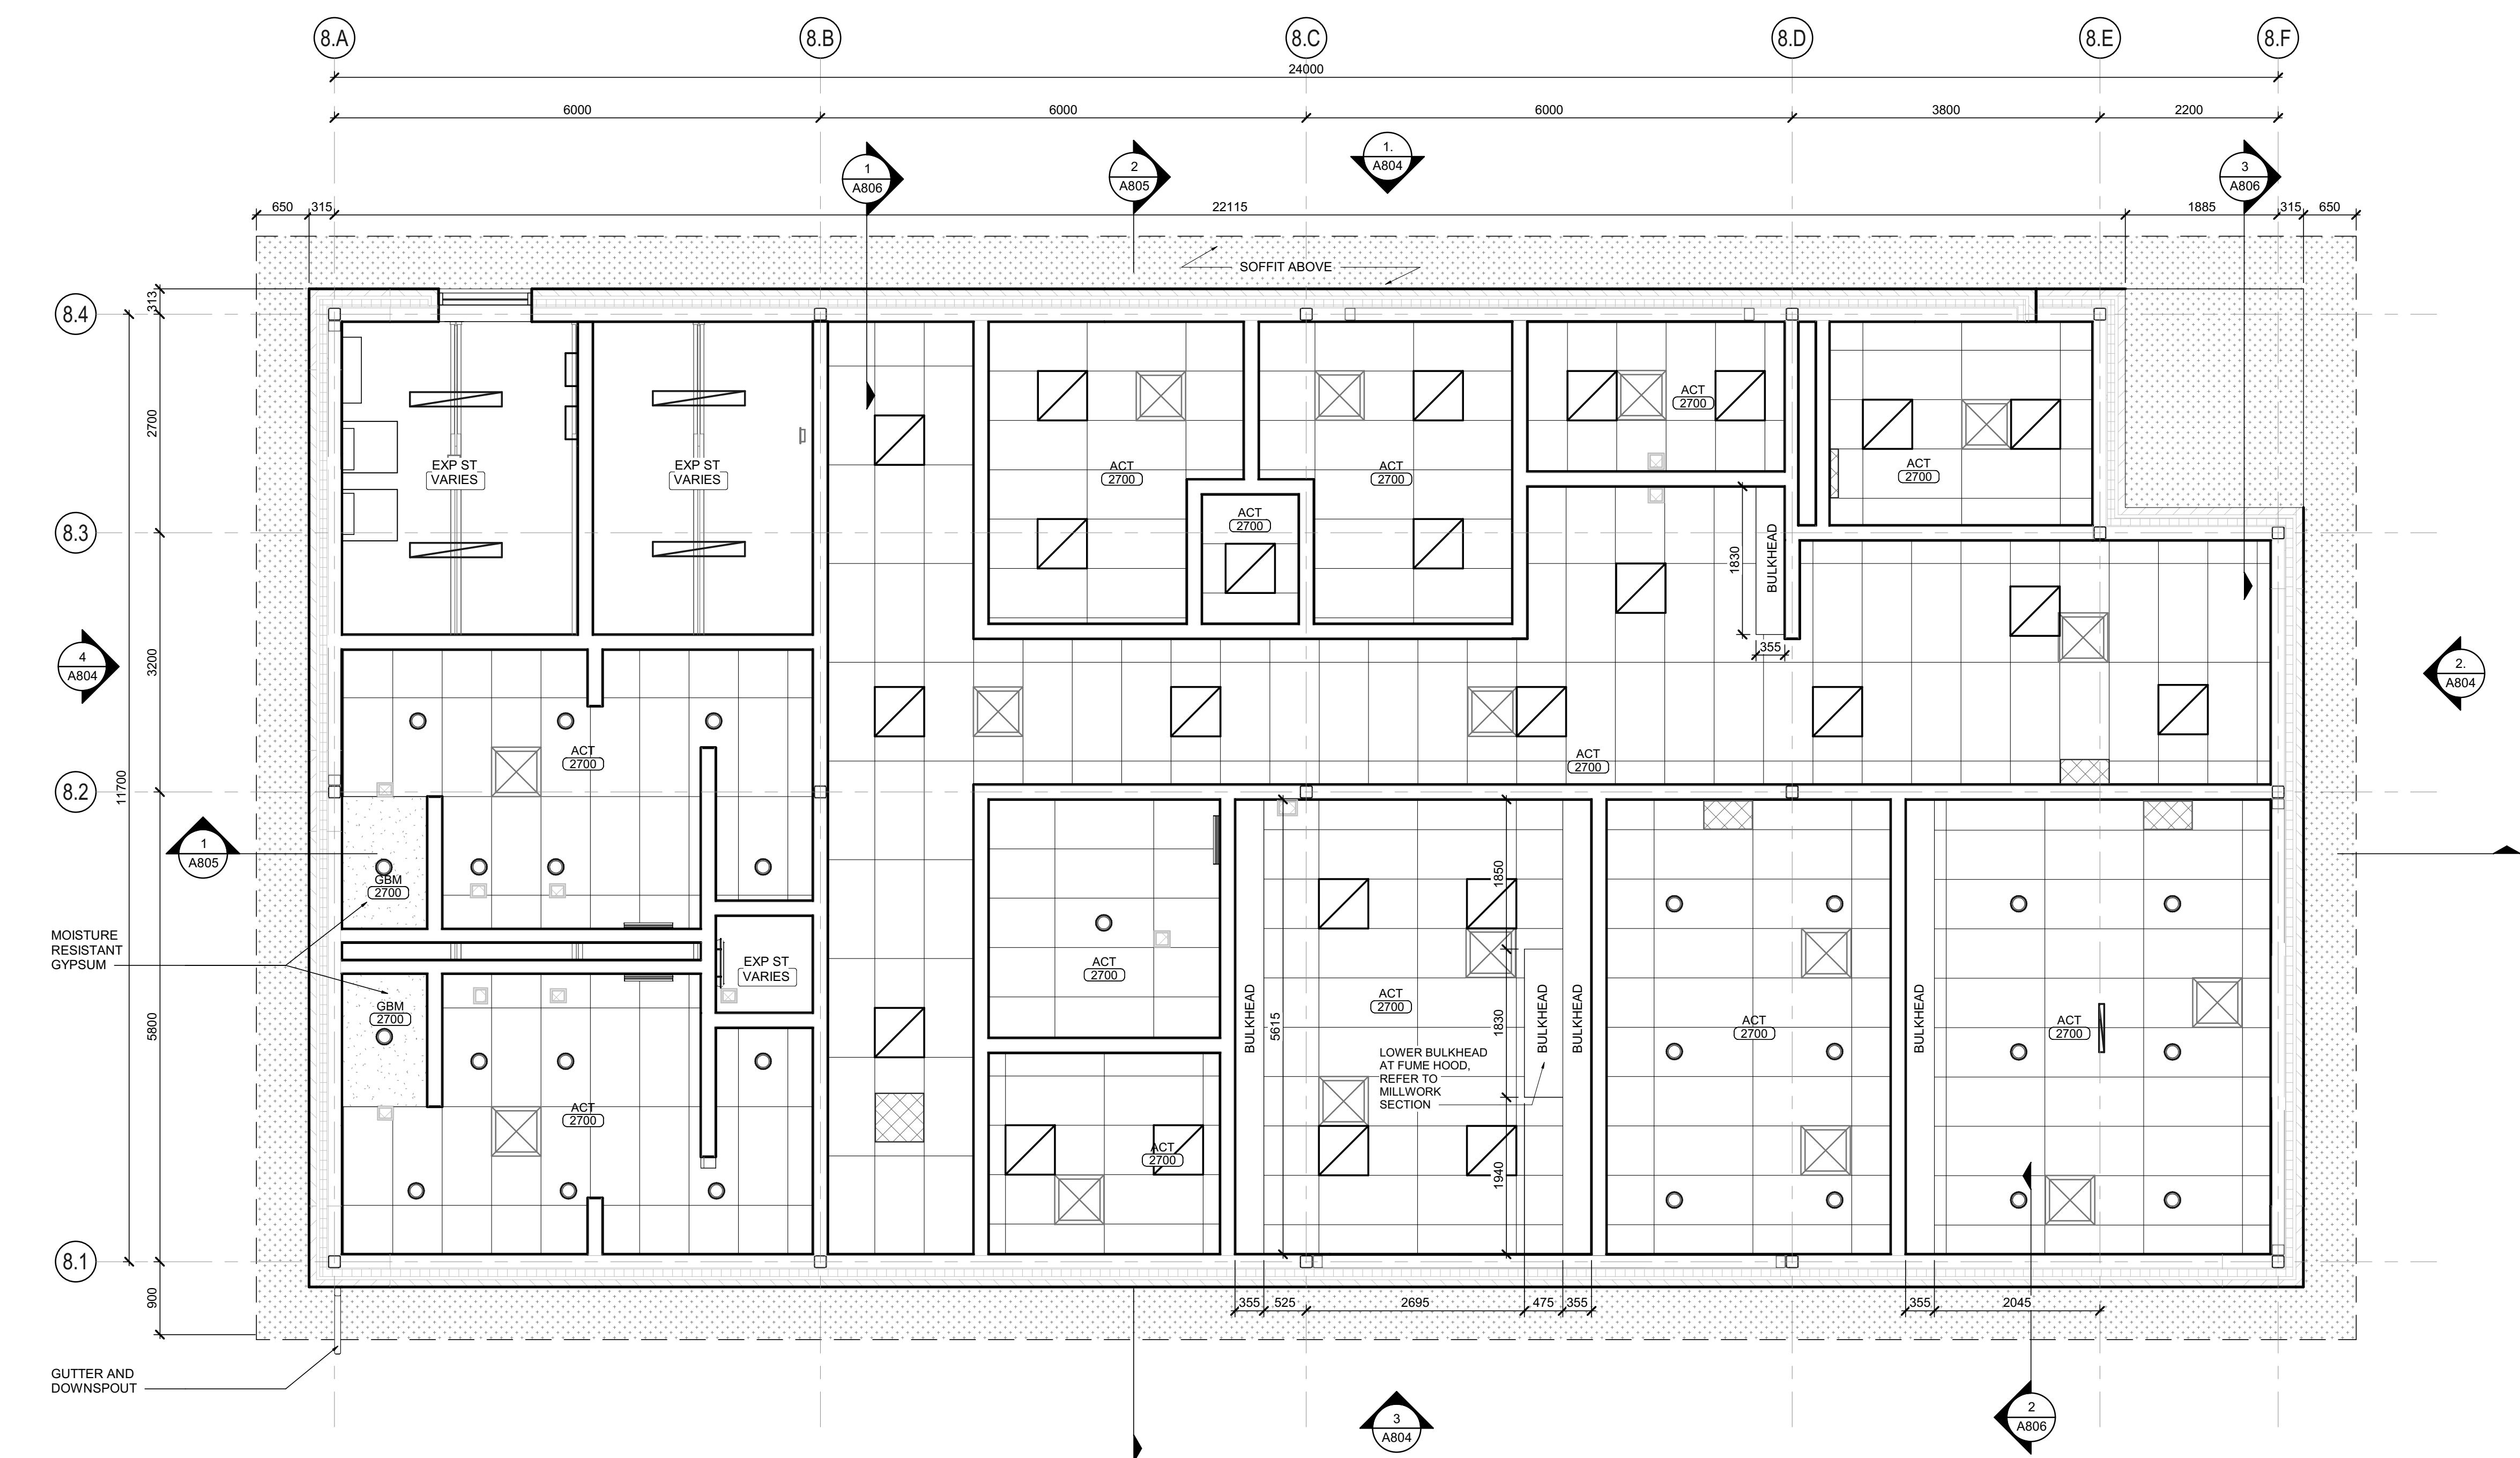 8.A
8.B
8.C
8.D
8.E
8.F
24000
6000
6000
6000
3800
2200
1
A806
2
A805
1.
A804
3
A806
650
315
22115
1885
315
650
SOFFIT ABOVE
8.4
313
2700
EXP ST
VARIES
EXP ST
VARIES
ACT
2700
ACT
2700
ACT
2700
ACT
2700
ACT
2700
8.3
1830
BULKHEAD
355
4
A804
3200
2.
A804
ACT
2700
ACT
2700
8.2
11700
1
A805
GBM
2700
MOISTURE
RESISTANT
GYPSUM
EXP ST
VARIES
GBM
2700
ACT
2700
ACT
2700
ACT
2700
5800
BULKHEAD
5615
ACT
2700
1850
1830
1940
LOWER BULKHEAD
AT FUME HOOD,
REFER TO
MILLWORK
SECTION
BULKHEAD
BULKHEAD
ACT
2700
BULKHEAD
ACT
2700
8.1
900
355
525
2695
475
355
355
2045
GUTTER AND
DOWNSPOUT
3
A804
2
A806